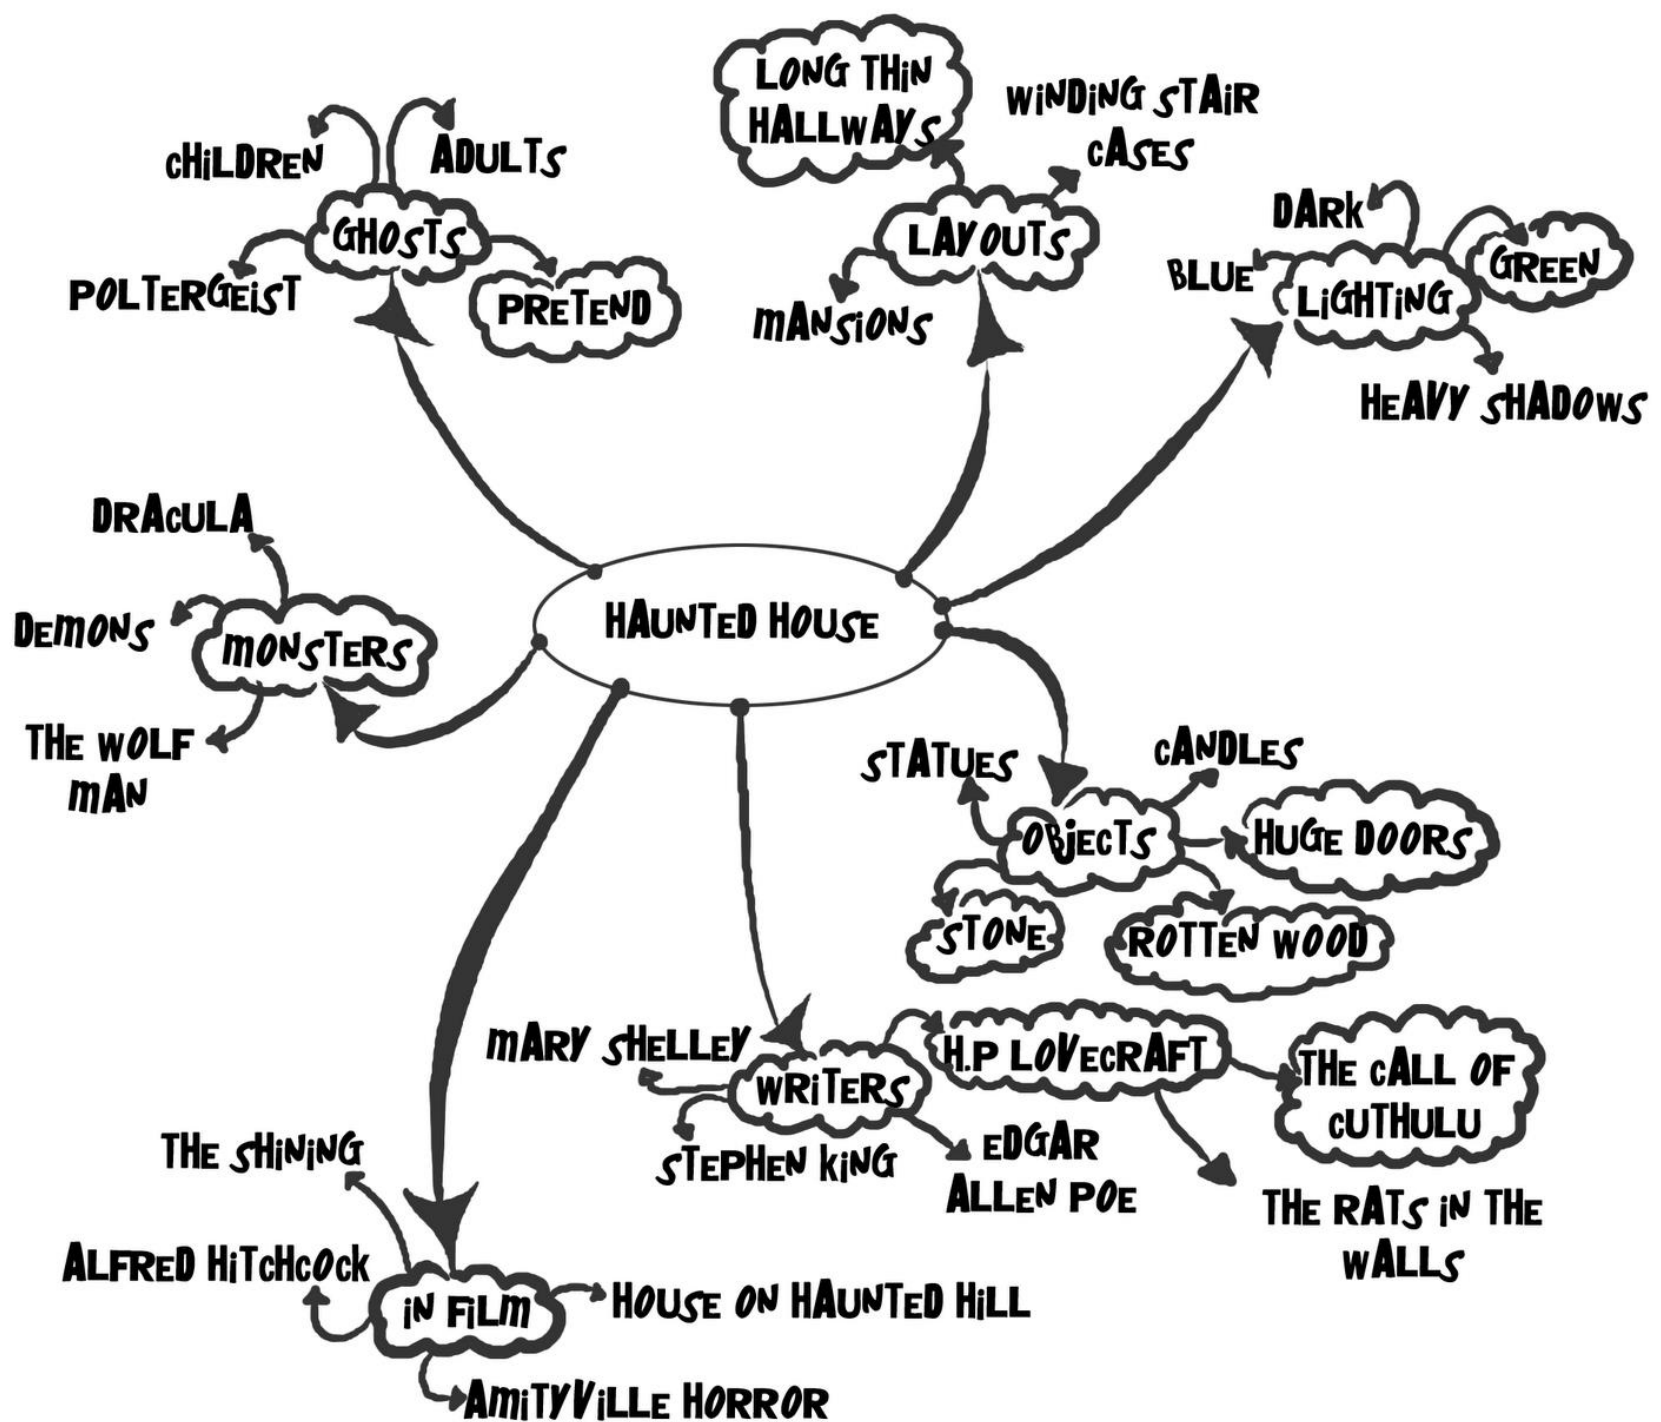 LONG THiN
HALLWAYS
WiNDiNG STAiR
CASES
CHiLDREN
ADULTS
GHOSTS
LAYOUTS
DARK
BLUE
GREEN
LiGHTiNG
POLTERGEiST
PRETEND
MANSiONS
HEAVY SHADOWS
DRACULA
DEMONS
MONSTERS
HAUNTED HOUSE
THE WOLF
MAN
STATUES
CANDLES
OBjECTS
HUGE DOORS
STONE
ROTTEN WOOD
MARY SHELLEY
WRiTERS
H.P LOVECRAFT
THE CALL OF
CUTHULU
STEPHEN KiNG
EDGAR
ALLEN POE
THE RATS iN THE
WALLS
THE SHiNiNG
ALFRED HiTCHCOCK
iN FiLM
HOUSE ON HAUNTED HiLL
AMiTYViLLE HORROR